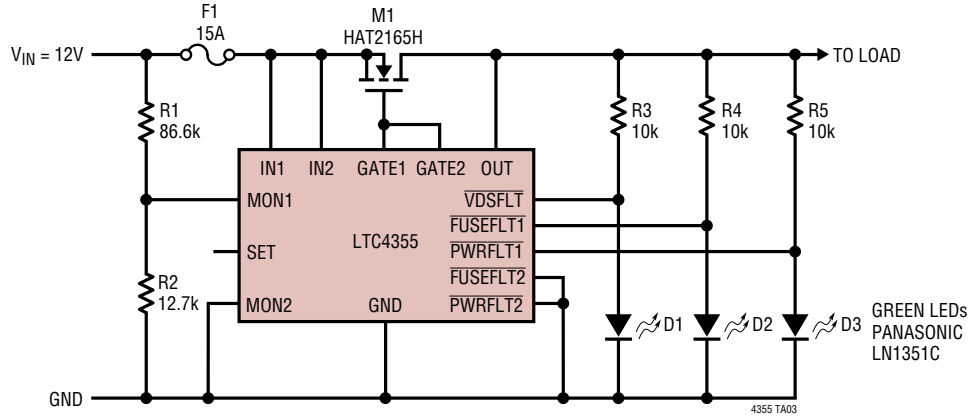 F1
15A
M1
HAT2165H
VIN = 12V
TO LOAD
R1
86.6k
R3
10k
R4
10k
R5
10k
IN1 IN2 GATE1 GATE2 OUT
MON1
VDSFLT
FUSEFLT1
LTC4355
SET
PWRFLT1
FUSEFLT2
R2
12.7k
MON2
GND
PWRFLT2
D1
D2
D3
GREEN LEDs
PANASONIC
LN1351C
GND
4355 TA03